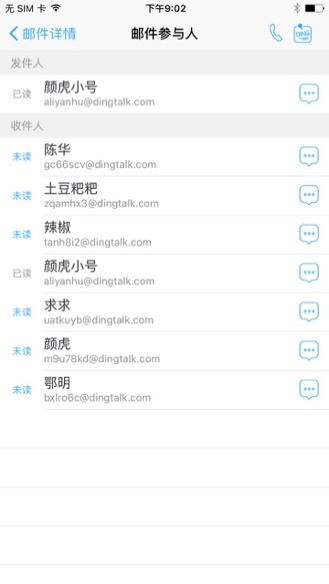 无 SIM 卡 下午9:02
邮件详情 邮件参与人 DING
发件人
已读 颜虎小号
aliyanhu@dingtalk.com
收件人
未读 陈华
gc66scv@dingtalk.com
未读 土豆粑粑
zqamhx3@dingtalk.com
未读 辣椒
tanh8i2@dingtalk.com
已读 颜虎小号
aliyanhu@dingtalk.com
未读 求求
uatkuyb@dingtalk.com
未读 颜虎
m9u78kd@dingtalk.com
未读 鄂明
bxlro6c@dingtalk.com